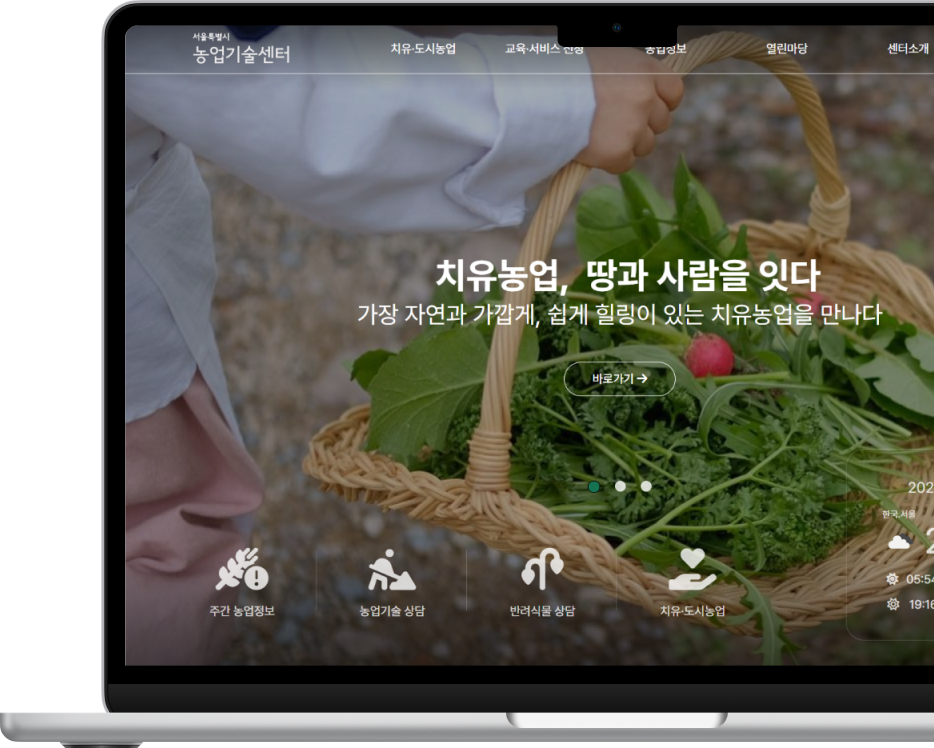 서울특별시
농업기술센터
치유·도시농업 교육·서비스 신청 농업정보 열린마당 센터소개
치유농업, 땅과 사람을 잇다
가장 자연과 가깝게, 쉽게 힐링이 있는 치유농업을 만나다
바로가기 →
202
한국.서울
2
05:54
19:16
주간 농업정보
농업기술 상담
반려식물 상담
치유·도시농업